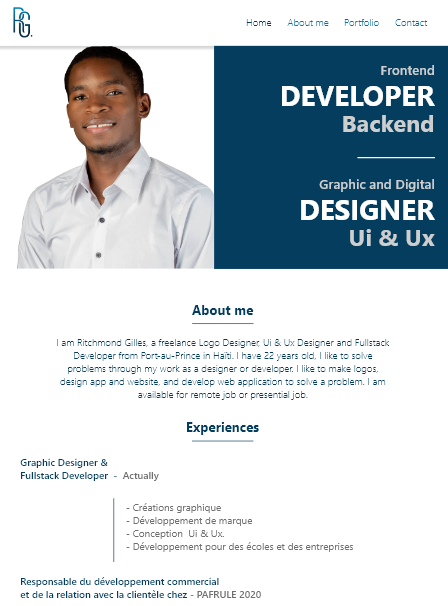 RG.
Home About me Portfolio Contact
Frontend
DEVELOPER
Backend
Graphic and Digital
DESIGNER
Ui & Ux
About me
I am Ritchmond Gilles, a freelance Logo Designer, Ui & Ux Designer and Fullstack
Developer from Port-au-Prince in Haïti. I have 22 years old, I like to solve
problems through my work as a designer or developer. I like to make logos,
design app and website, and develop web application to solve a problem. I am
available for remote job or presential job.
Experiences
Graphic Designer &
Fullstack Developer - Actually
- Créations graphique
- Développement de marque
- Conception Ui & Ux.
- Développement pour des écoles et des entreprises
Responsable du développement commercial
et de la relation avec la clientèle chez - PAFRULE 2020